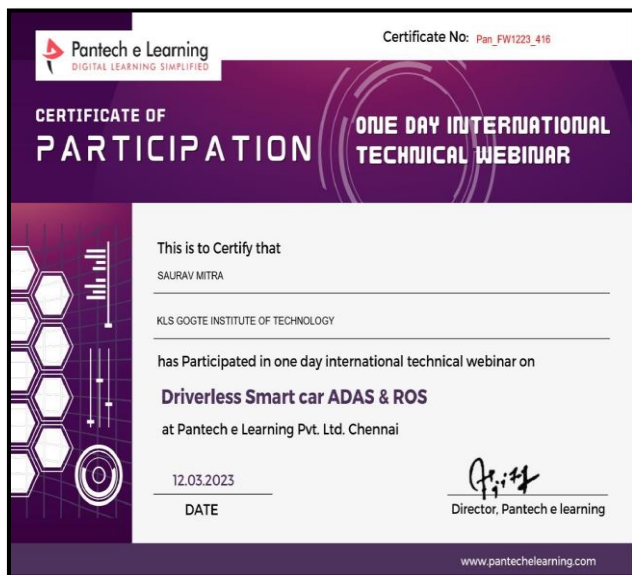 Pantech e Learning
DIGITAL LEARNING SIMPLIFIED
Certificate No: Pan_FW1223_416
CERTIFICATE OF
PARTICIPATION
ONE DAY INTERNATIONAL
TECHNICAL WEBINAR
This is to Certify that
SAURAV MITRA
KLS GOGTE INSTITUTE OF TECHNOLOGY
has Participated in one day international technical webinar on
Driverless Smart car ADAS & ROS
at Pantech e Learning Pvt. Ltd. Chennai
12.03.2023
DATE
Director, Pantech e learning
www.pantechelearning.com